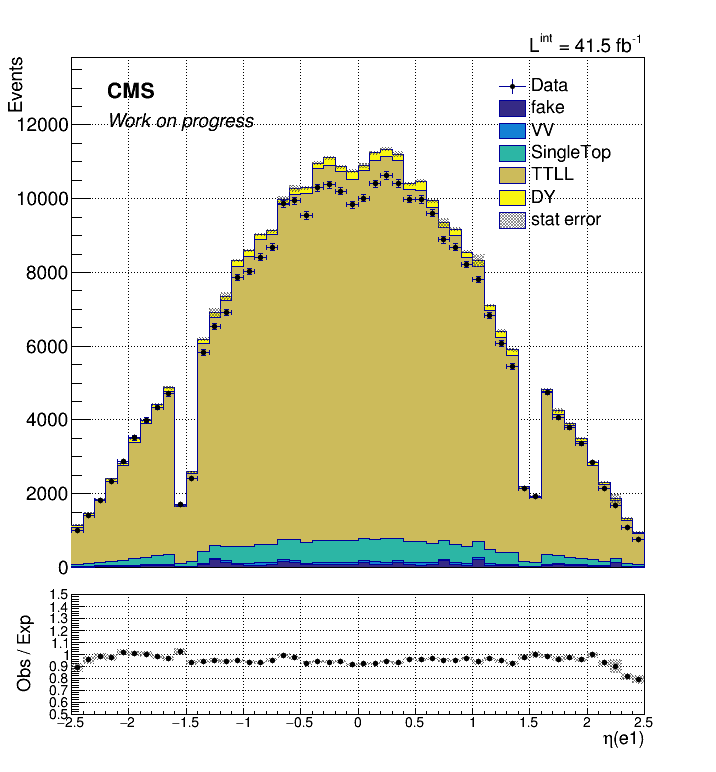 L^int = 41.5 fb^-1
Events
CMS
Work on progress
Data
fake
VV
SingleTop
TTLL
DY
stat error
12000
10000
8000
6000
4000
2000
0
Obs / Exp
1.5
1.4
1.3
1.2
1.1
1
0.9
0.8
0.7
0.6
0.5
−2.5 −2 −1.5 −1 −0.5 0 0.5 1 1.5 2 2.5
η(e1)